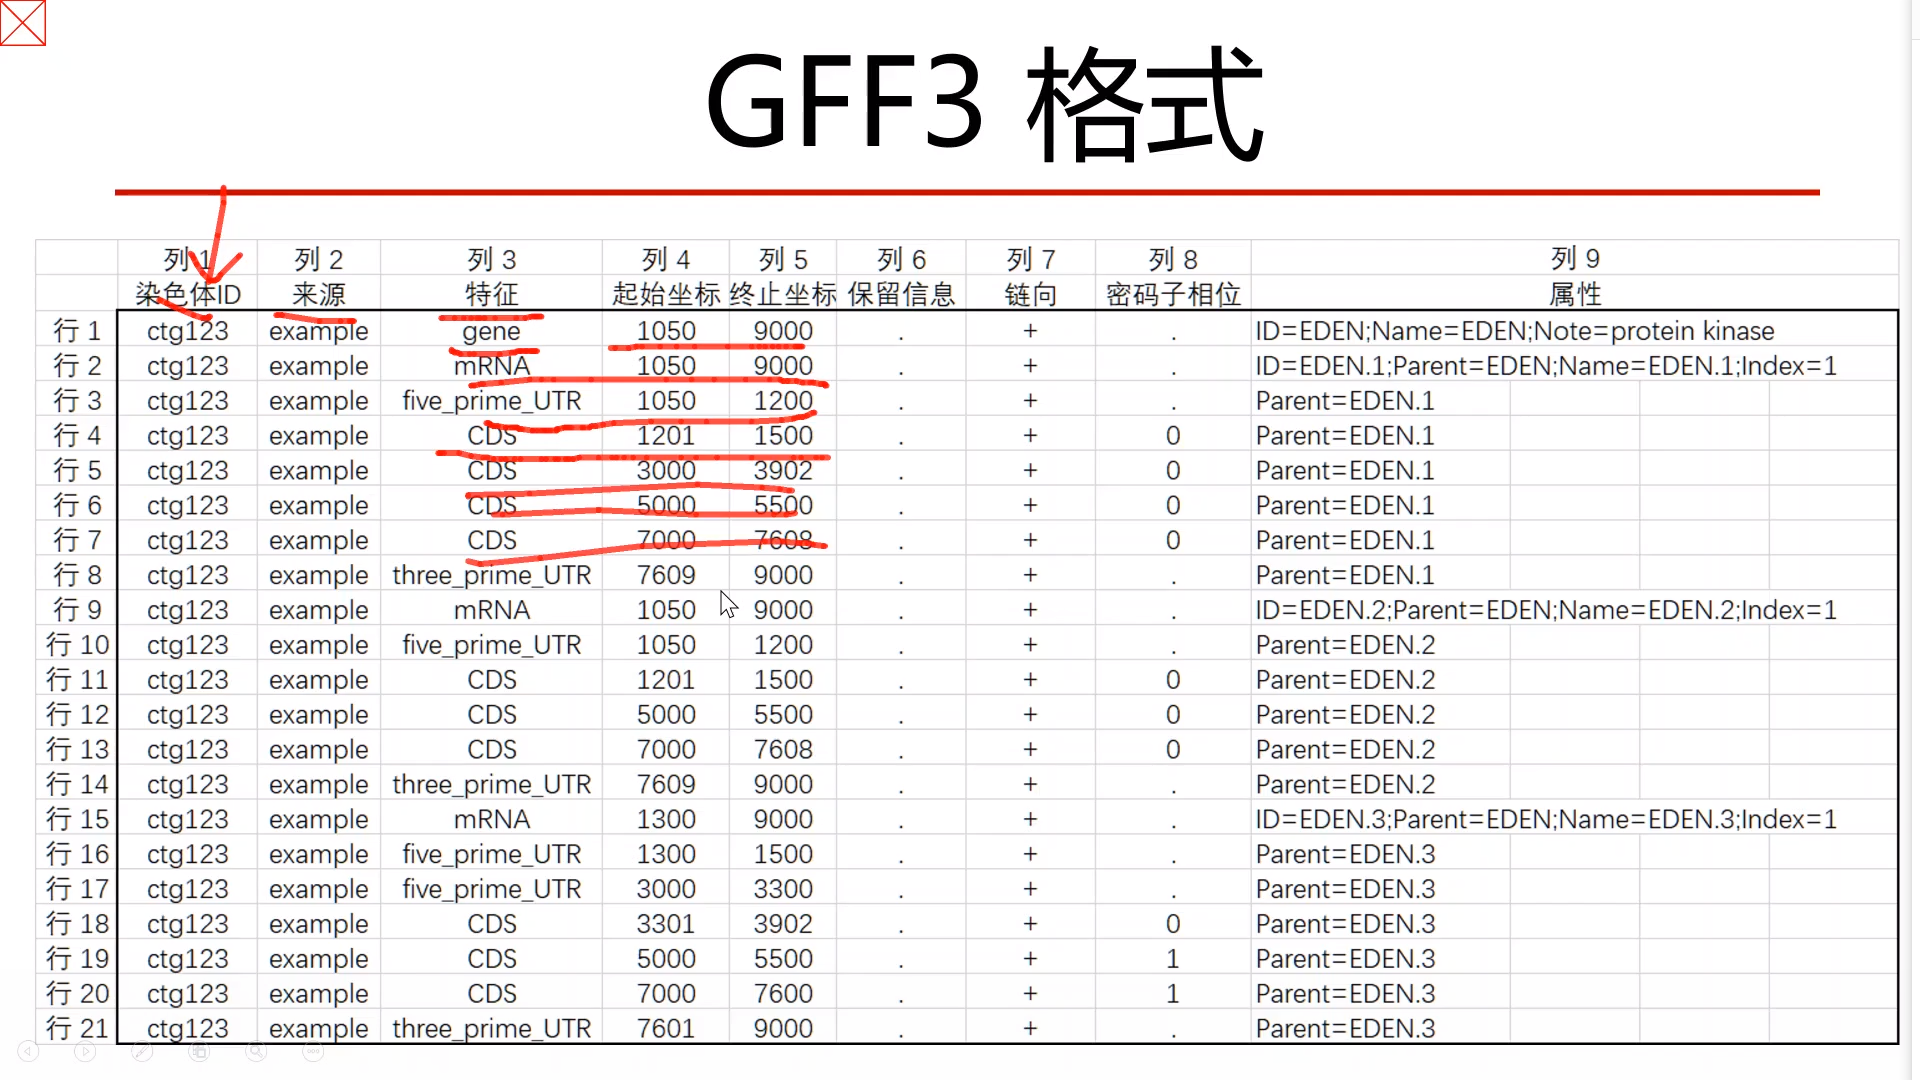 GFF3 格式
列 1 列 2 列 3 列 4 列 5 列 6 列 7 列 8 列 9
染色体ID 来源 特征 起始坐标 终止坐标 保留信息 链向 密码子相位 属性
行 1 ctg123 example gene 1050 9000 . + . ID=EDEN;Name=EDEN;Note=protein kinase
行 2 ctg123 example mRNA 1050 9000 . + . ID=EDEN.1;Parent=EDEN;Name=EDEN.1;Index=1
行 3 ctg123 example five_prime_UTR 1050 1200 . + . Parent=EDEN.1
行 4 ctg123 example CDS 1201 1500 . + 0 Parent=EDEN.1
行 5 ctg123 example CDS 3000 3902 . + 0 Parent=EDEN.1
行 6 ctg123 example CDS 5000 5500 . + 0 Parent=EDEN.1
行 7 ctg123 example CDS 7000 7608 . + 0 Parent=EDEN.1
行 8 ctg123 example three_prime_UTR 7609 9000 . + . Parent=EDEN.1
行 9 ctg123 example mRNA 1050 9000 . + . ID=EDEN.2;Parent=EDEN;Name=EDEN.2;Index=1
行 10 ctg123 example five_prime_UTR 1050 1200 . + . Parent=EDEN.2
行 11 ctg123 example CDS 1201 1500 . + 0 Parent=EDEN.2
行 12 ctg123 example CDS 5000 5500 . + 0 Parent=EDEN.2
行 13 ctg123 example CDS 7000 7608 . + 0 Parent=EDEN.2
行 14 ctg123 example three_prime_UTR 7609 9000 . + . Parent=EDEN.2
行 15 ctg123 example mRNA 1300 9000 . + . ID=EDEN.3;Parent=EDEN;Name=EDEN.3;Index=1
行 16 ctg123 example five_prime_UTR 1300 1500 . + . Parent=EDEN.3
行 17 ctg123 example five_prime_UTR 3000 3300 . + . Parent=EDEN.3
行 18 ctg123 example CDS 3301 3902 . + 0 Parent=EDEN.3
行 19 ctg123 example CDS 5000 5500 . + 1 Parent=EDEN.3
行 20 ctg123 example CDS 7000 7600 . + 1 Parent=EDEN.3
行 21 ctg123 example three_prime_UTR 7601 9000 . + . Parent=EDEN.3